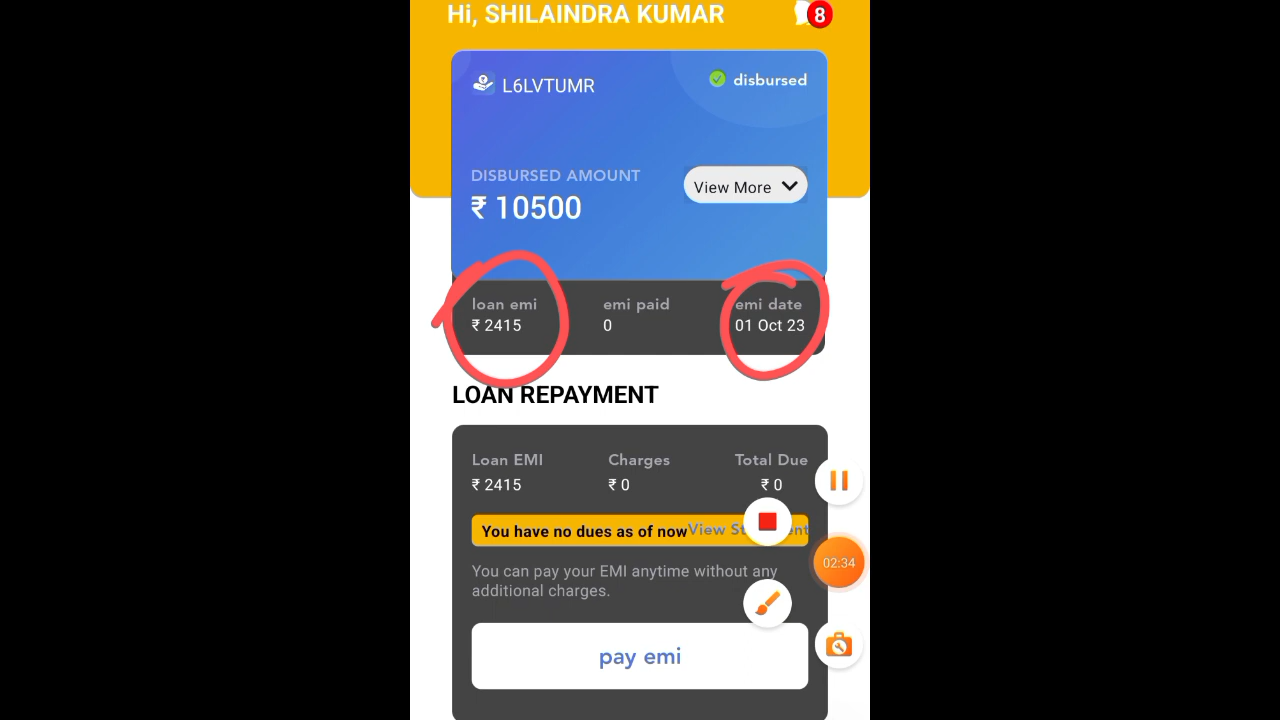 Hi, SHILAINDRA KUMAR
8
L6LVTUMR
disbursed
DISBURSED AMOUNT
₹ 10500
View More
loan emi
emi paid
emi date
₹ 2415
0
01 Oct 23
LOAN REPAYMENT
Loan EMI
Charges
Total Due
₹ 2415
₹ 0
₹ 0
You have no dues as of now
View
02:34
You can pay your EMI anytime without any
additional charges.
pay emi